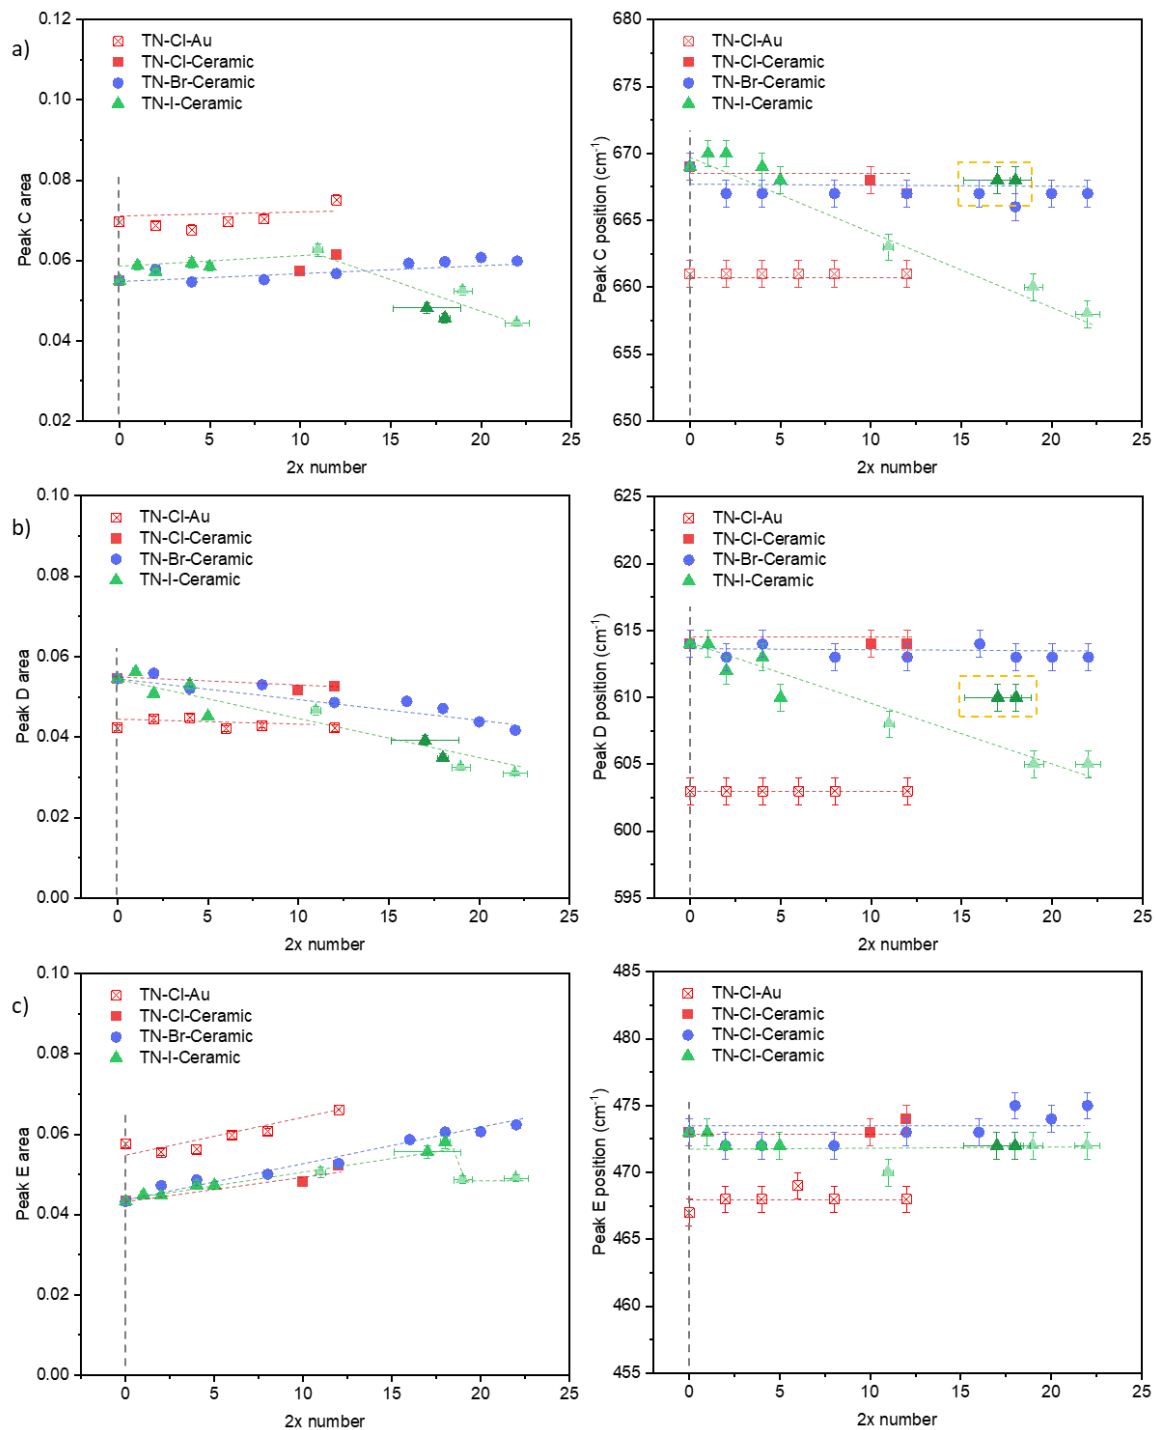 a)
0.12
0.10
0.08
0.06
0.04
0.02
Peak C area
TN-Cl-Au
TN-Cl-Ceramic
TN-Br-Ceramic
TN-I-Ceramic
0 5 10 15 20 25
2x number
680
675
670
665
660
655
650
Peak C position (cm-1)
TN-Cl-Au
TN-Cl-Ceramic
TN-Br-Ceramic
TN-I-Ceramic
0 5 10 15 20 25
2x number
b)
0.10
0.08
0.06
0.04
0.02
0.00
Peak D area
TN-Cl-Au
TN-Cl-Ceramic
TN-Br-Ceramic
TN-I-Ceramic
0 5 10 15 20 25
2x number
625
620
615
610
605
600
595
Peak D position (cm-1)
TN-Cl-Au
TN-Cl-Ceramic
TN-Br-Ceramic
TN-I-Ceramic
0 5 10 15 20 25
2x number
c)
0.10
0.08
0.06
0.04
0.02
0.00
Peak E area
TN-Cl-Au
TN-Cl-Ceramic
TN-Br-Ceramic
TN-I-Ceramic
0 5 10 15 20 25
2x number
485
480
475
470
465
460
455
Peak E position (cm-1)
TN-Cl-Au
TN-Cl-Ceramic
TN-Cl-Ceramic
TN-Cl-Ceramic
0 5 10 15 20 25
2x number